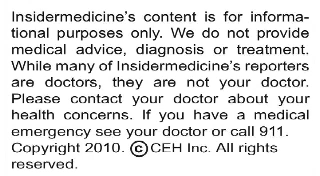 Insidermedicine's content is for informa-
tional purposes only. We do not provide
medical advice, diagnosis or treatment.
While many of Insidermedicine's reporters
are doctors, they are not your doctor.
Please contact your doctor about your
health concerns. If you have a medical
emergency see your doctor or call 911.
Copyright 2010. ©CEH Inc. All rights
reserved.